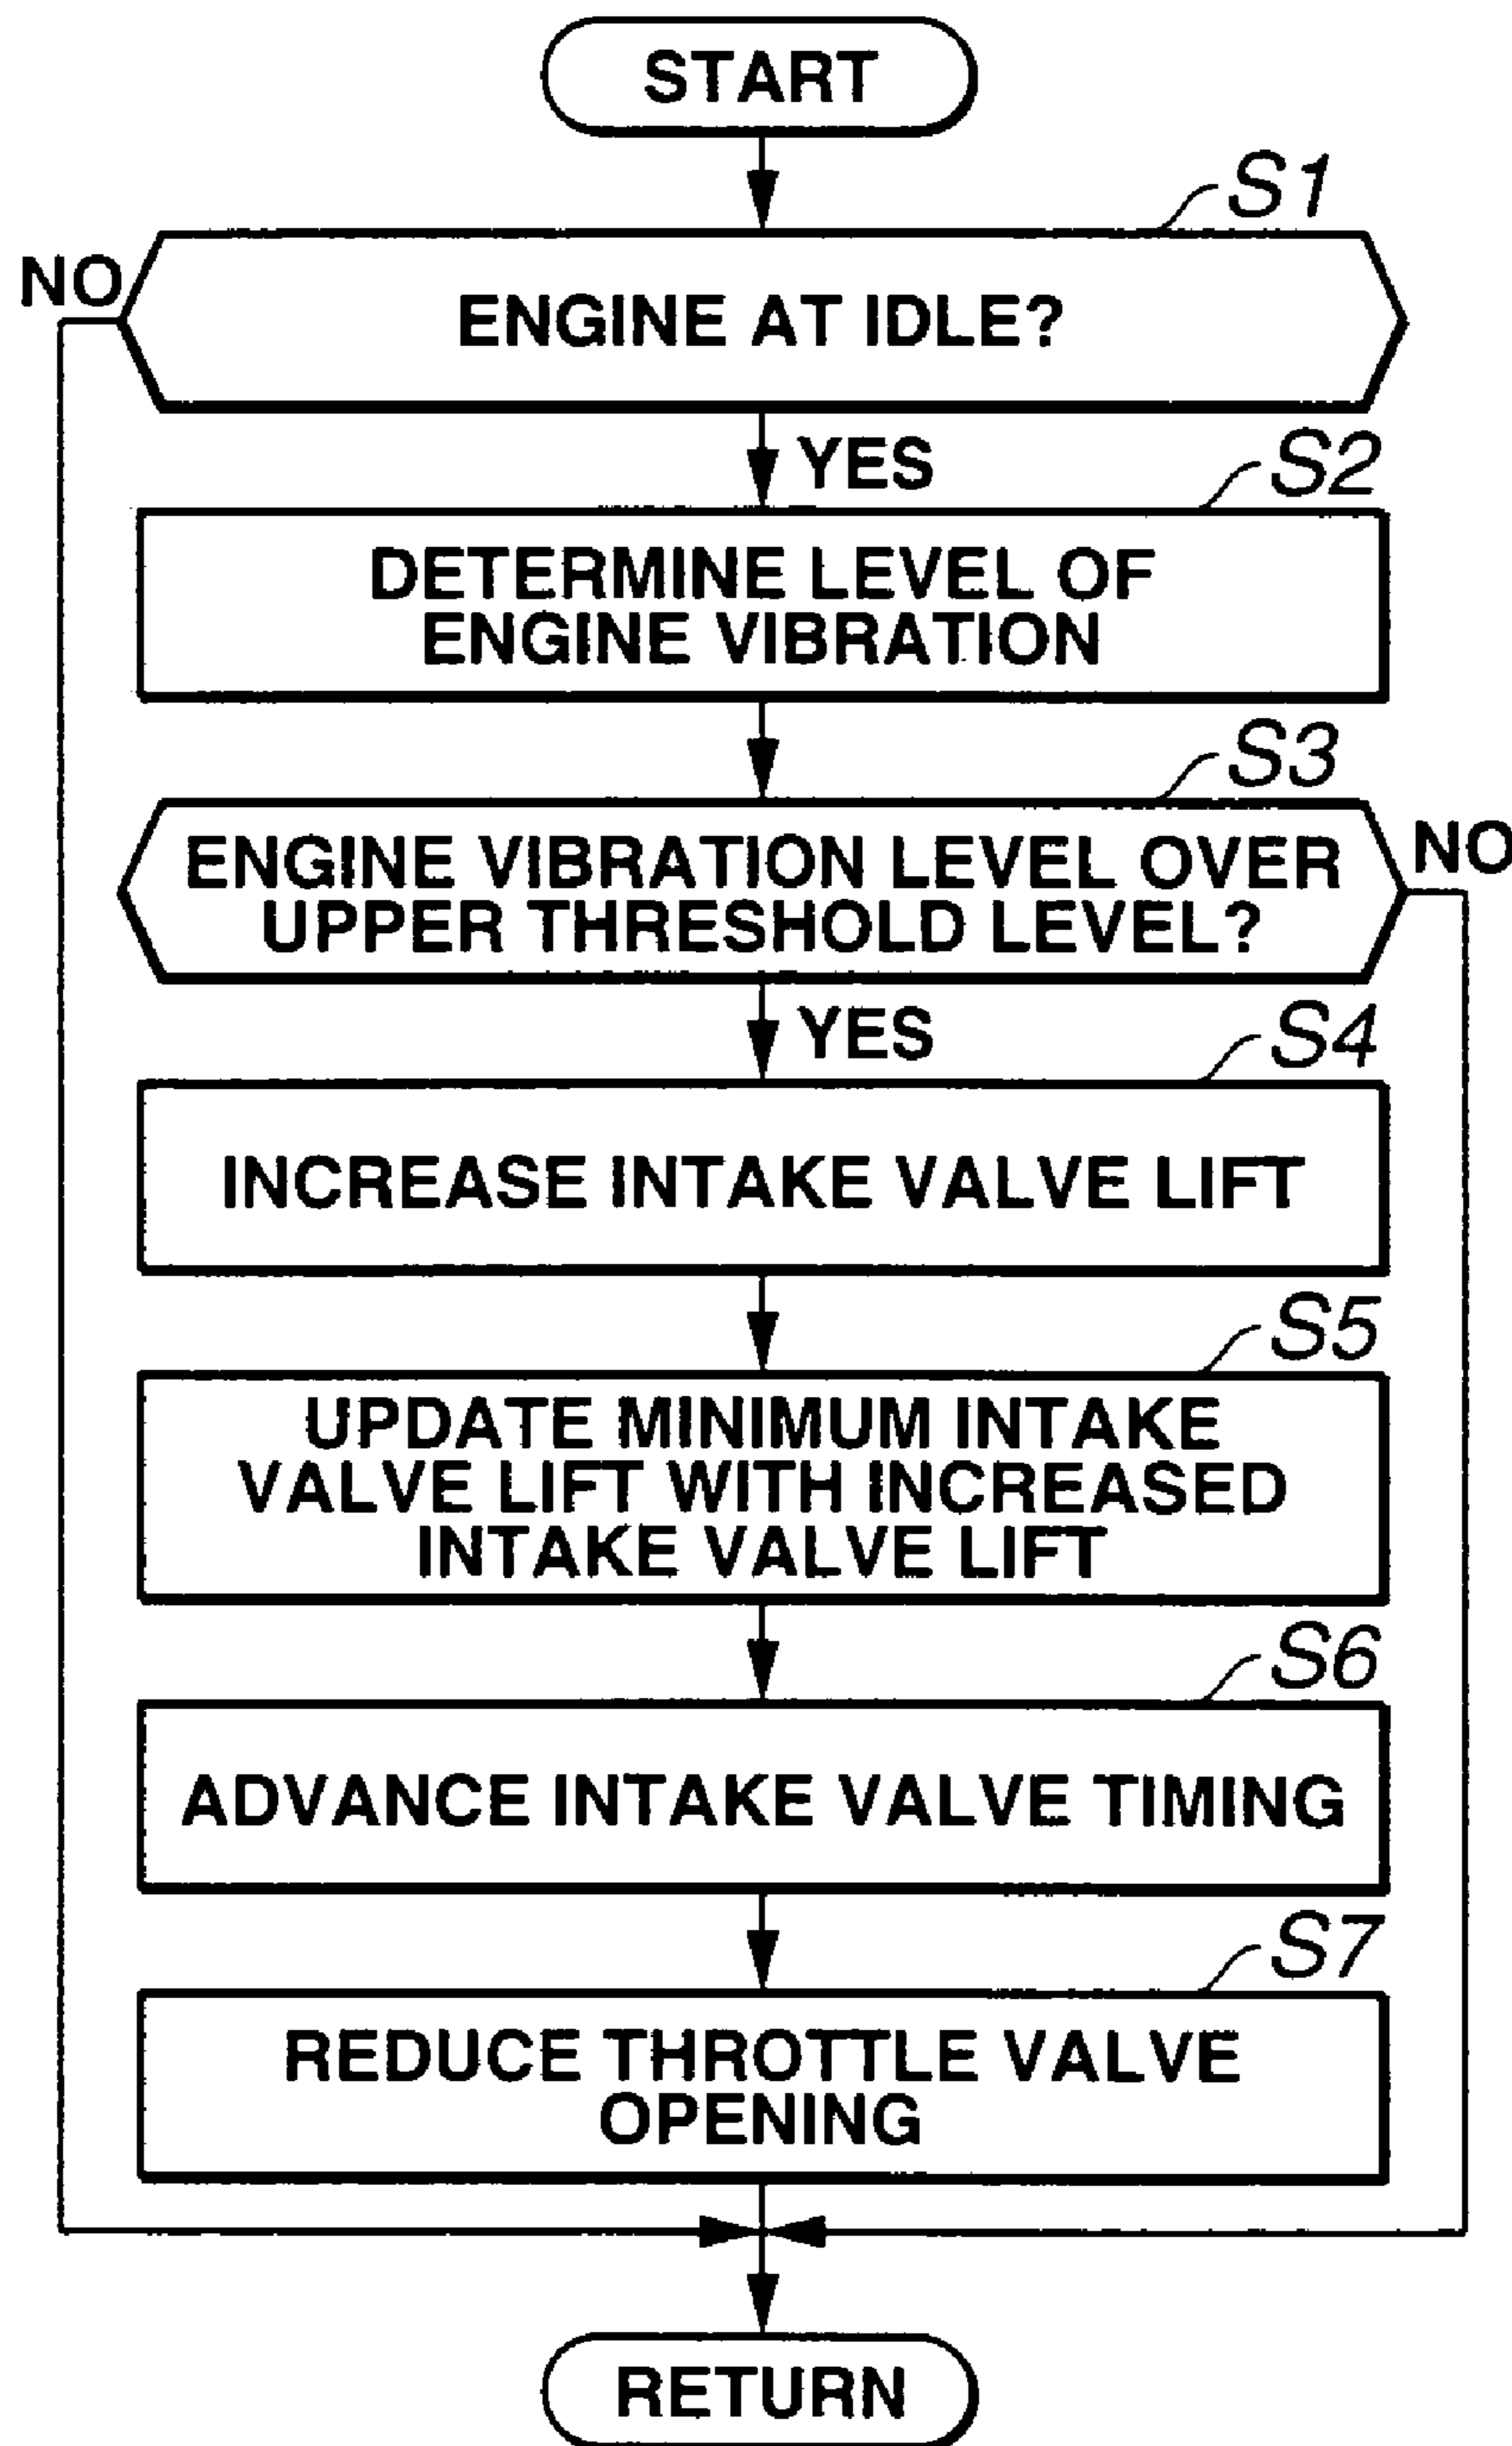 START
S1
NO
ENGINE AT IDLE?
YES
S2
DETERMINE LEVEL OF
ENGINE VIBRATION
S3
ENGINE VIBRATION LEVEL OVER
UPPER THRESHOLD LEVEL?
NO
YES
S4
INCREASE INTAKE VALVE LIFT
S5
UPDATE MINIMUM INTAKE
VALVE LIFT WITH INCREASED
INTAKE VALVE LIFT
S6
ADVANCE INTAKE VALVE TIMING
S7
REDUCE THROTTLE VALVE
OPENING
RETURN